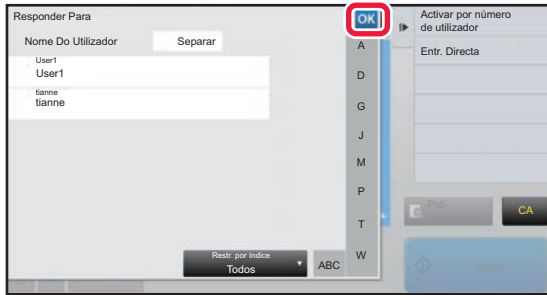 Responder Para
OK
Nome Do Utilizador
Separar
User1
User1
tianne
tianne
A
D
G
J
M
P
T
W
Restr. por índice
Todos
ABC
Activar por número
de utilizador
Entr. Directa
Pré-
CA